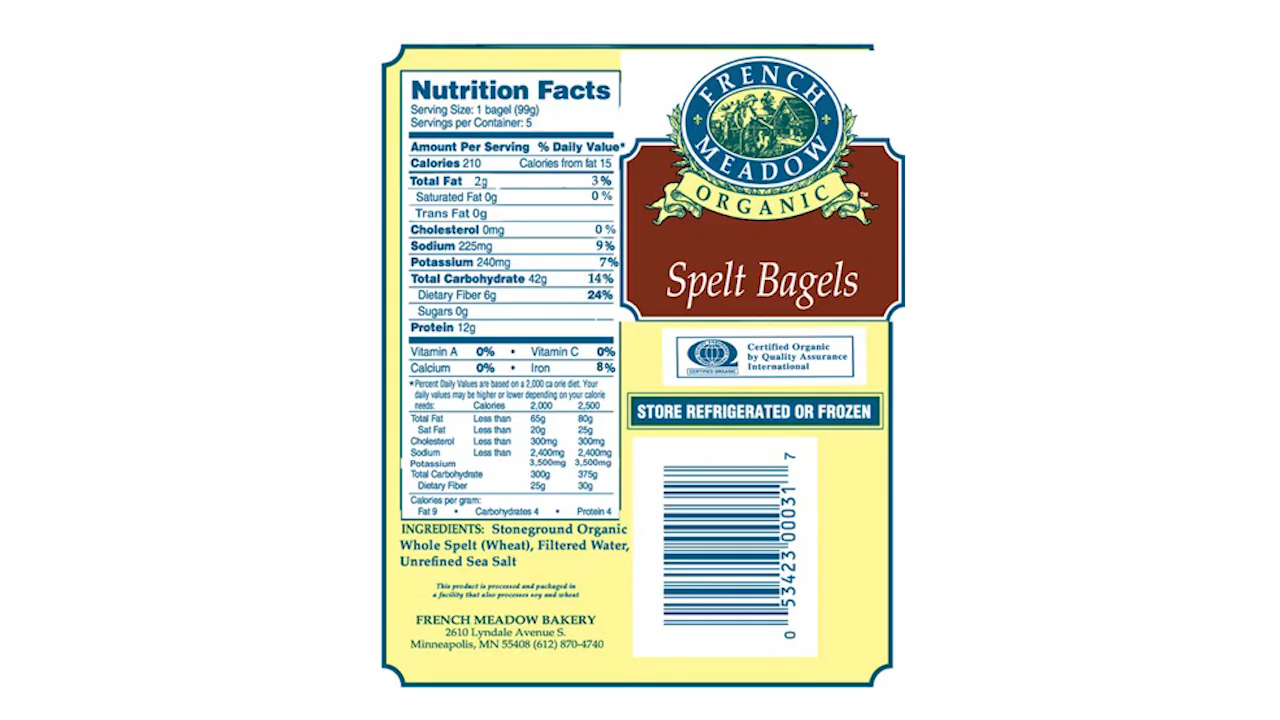 Nutrition Facts
Serving Size: 1 bagel (99g)
Servings per Container: 5
Amount Per Serving % Daily Value*
Calories 210 Calories from fat 15
Total Fat 2g 3%
Saturated Fat 0g 0%
Trans Fat 0g
Cholesterol 0mg 0%
Sodium 225mg 9%
Potassium 240mg 7%
Total Carbohydrate 42g 14%
Dietary Fiber 6g 24%
Sugars 0g
Protein 12g
Vitamin A 0% • Vitamin C 0%
Calcium 0% • Iron 8%
*Percent Daily Values are based on a 2,000 ca orie diet. Your
daily values may be higher or lower depending on your calorie
needs: Calories 2,000 2,500
Total Fat Less than 65g 80g
Sat Fat Less than 20g 25g
Cholesterol Less than 300mg 300mg
Sodium Less than 2,400mg 2,400mg
Potassium 3,500mg 3,500mg
Total Carbohydrate 300g 375g
Dietary Fiber 25g 30g
Calories per gram:
Fat 9 • Carbohydrates 4 • Protein 4
INGREDIENTS: Stoneground Organic
Whole Spelt (Wheat), Filtered Water,
Unrefined Sea Salt
This product is processed and packaged in
a facility that also processes soy and wheat
FRENCH MEADOW BAKERY
2610 Lyndale Avenue S.
Minneapolis, MN 55408 (612) 870-4740
FRENCH
MEADOW
ORGANIC™
Spelt Bagels
QAI
CERTIFIED ORGANIC
Certified Organic
by Quality Assurance
International
STORE REFRIGERATED OR FROZEN
0 53423 00031 7